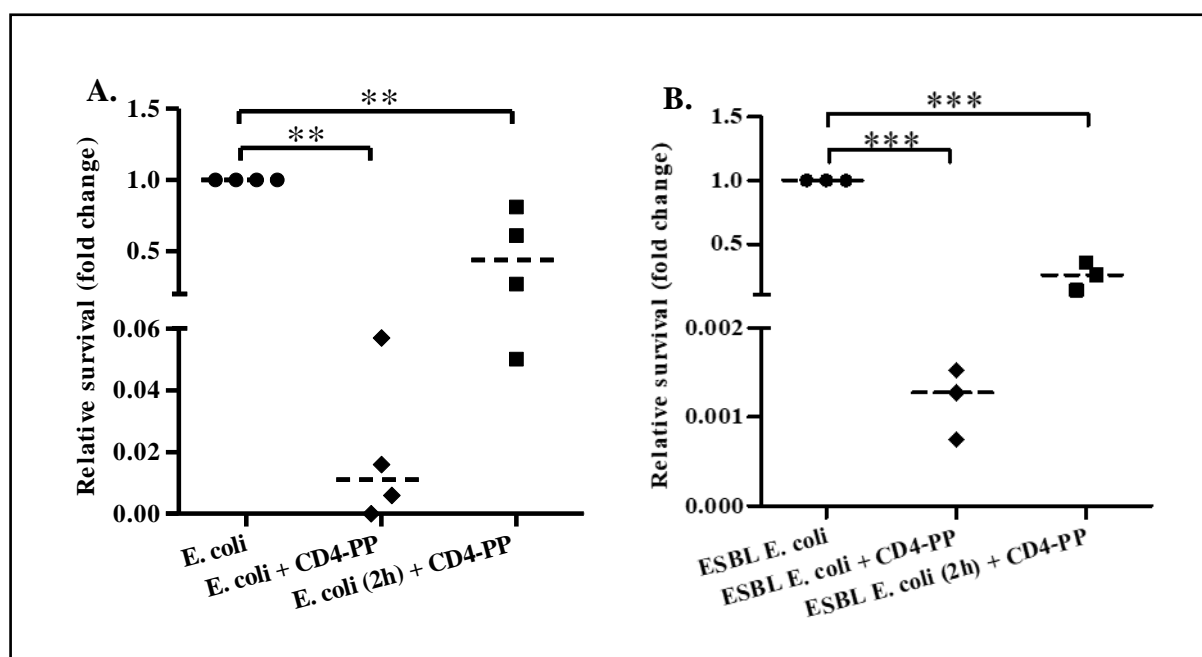 A.
Relative survival (fold change)
1.5
1.0
0.5
0.06
0.04
0.02
0.00
**
**
E. coli
E. coli + CD4-PP
E. coli (2h) + CD4-PP
B.
Relative survival (fold change)
1.5
1.0
0.5
0.002
0.001
0.000
***
***
ESBL E. coli
ESBL E. coli + CD4-PP
ESBL E. coli (2h) + CD4-PP